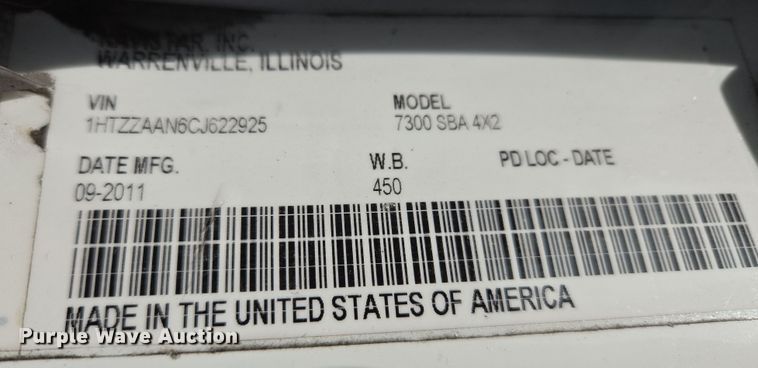 WARRENVILLE, ILLINOIS
VIN MODEL
1HTZZAAN6CJ622925 7300 SBA 4X2
DATE MFG. W.B. PD LOC - DATE
09-2011 450
MADE IN THE UNITED STATES OF AMERICA
Purple Wave Auction